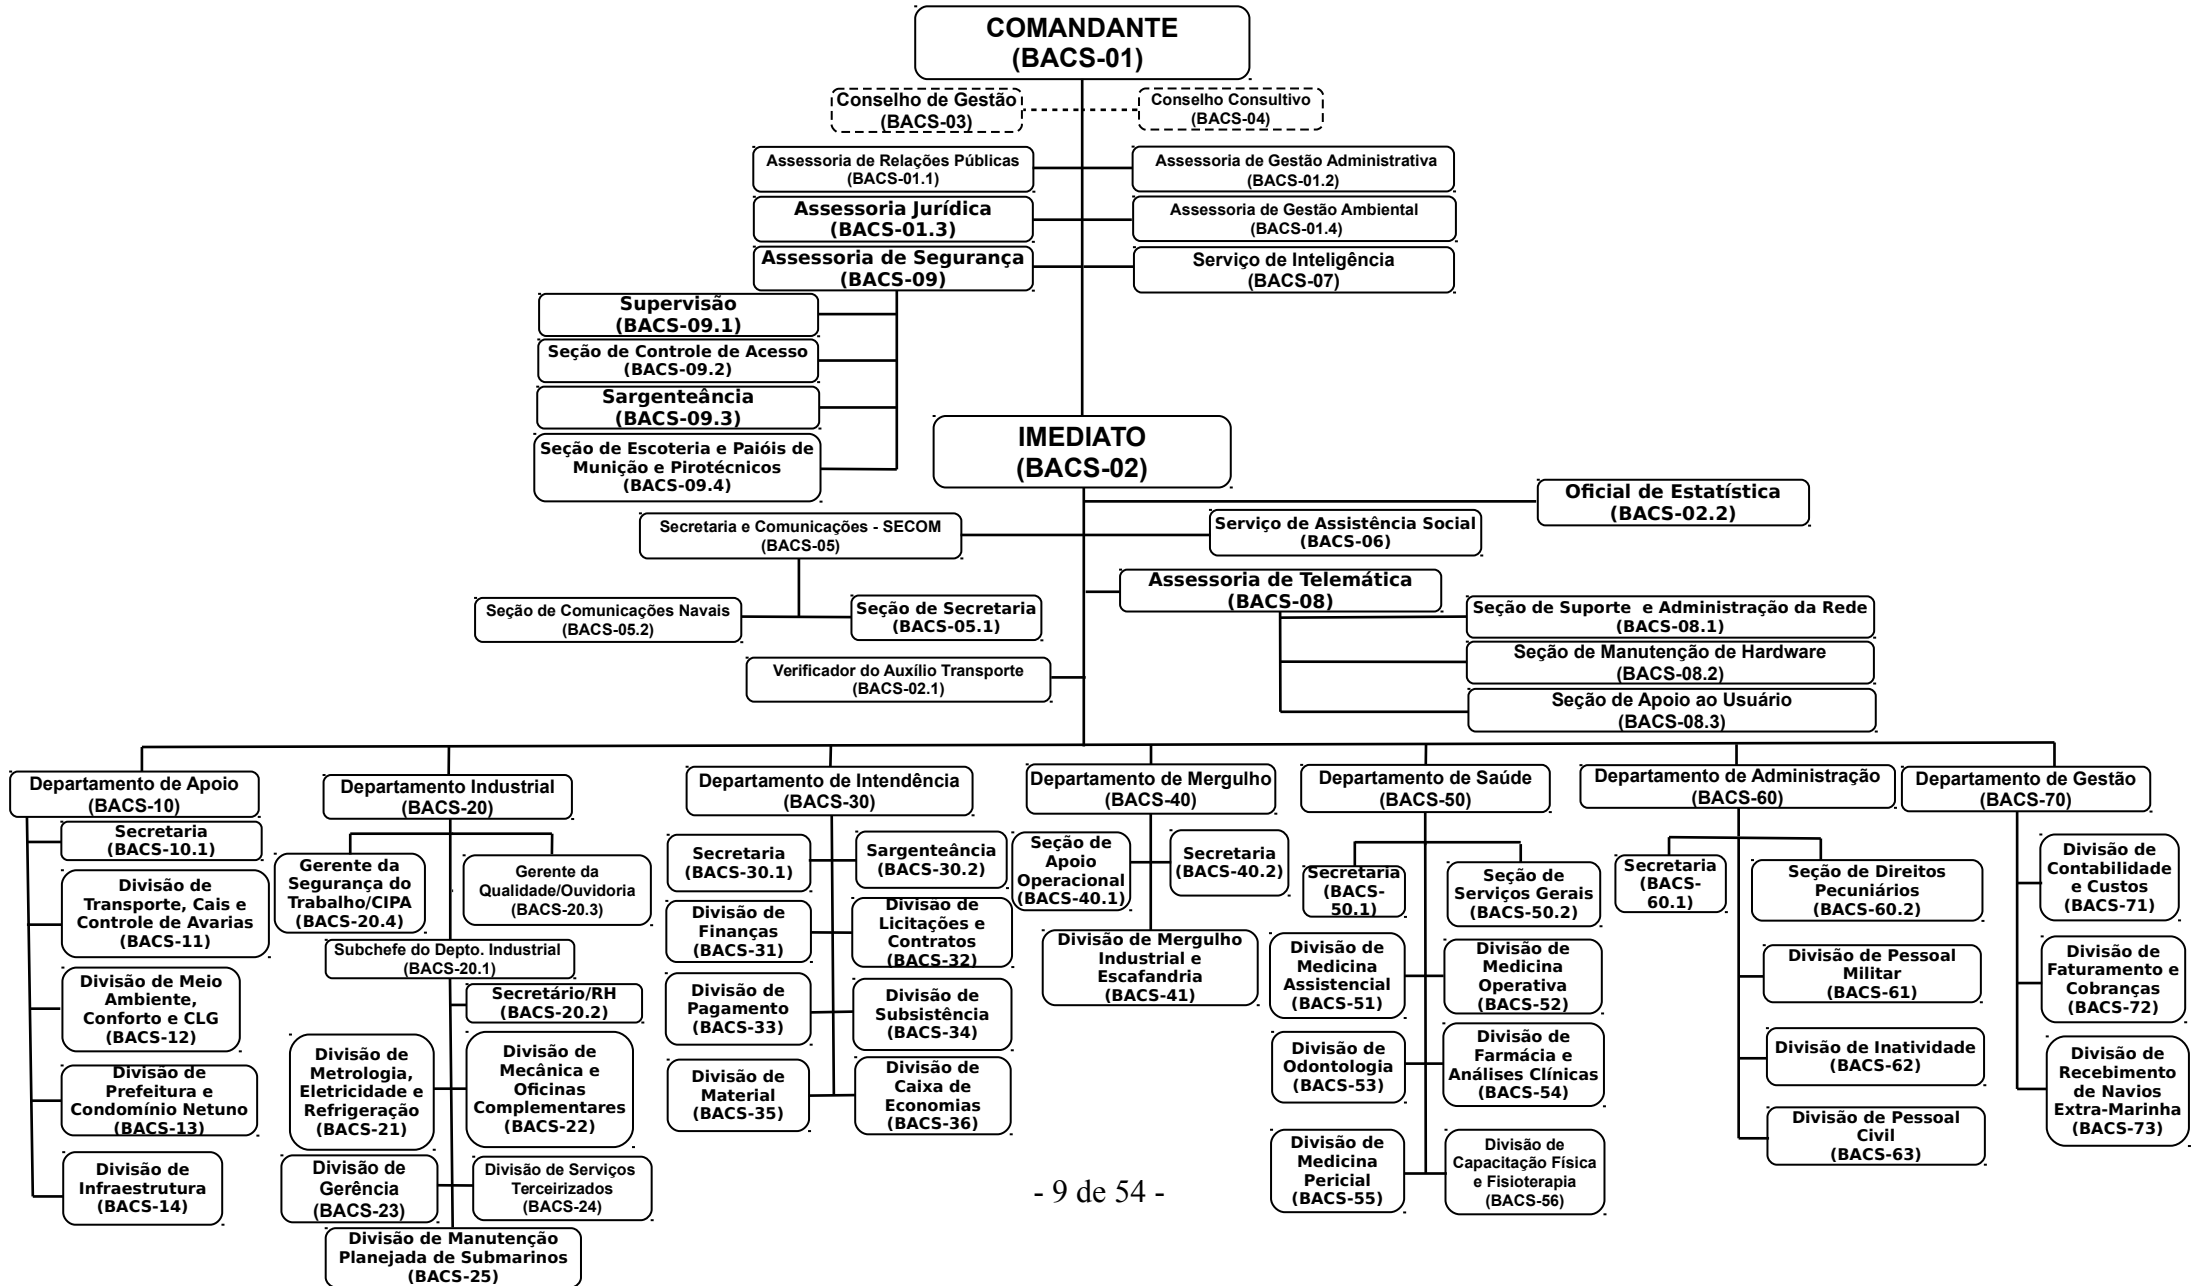 COMANDANTE
(BACS-01)
Conselho de Gestão
(BACS-03)
Conselho Consultivo
(BACS-04)
Assessoria de Relações Públicas
(BACS-01.1)
Assessoria de Gestão Administrativa
(BACS-01.2)
Assessoria Jurídica
(BACS-01.3)
Assessoria de Gestão Ambiental
(BACS-01.4)
Assessoria de Segurança
(BACS-09)
Serviço de Inteligência
(BACS-07)
Supervisão
(BACS-09.1)
Seção de Controle de Acesso
(BACS-09.2)
Sargenteância
(BACS-09.3)
Seção de Escoteria e Paióis de
Munição e Pirotécnicos
(BACS-09.4)
IMEDIATO
(BACS-02)
Oficial de Estatística
(BACS-02.2)
Secretaria e Comunicações - SECOM
(BACS-05)
Serviço de Assistência Social
(BACS-06)
Assessoria de Telemática
(BACS-08)
Seção de Comunicações Navais
(BACS-05.2)
Seção de Secretaria
(BACS-05.1)
Seção de Suporte  e Administração da Rede
(BACS-08.1)
Seção de Manutenção de Hardware
(BACS-08.2)
Verificador do Auxílio Transporte
(BACS-02.1)
Seção de Apoio ao Usuário
(BACS-08.3)
Departamento de Apoio
(BACS-10)
Secretaria
(BACS-10.1)
Divisão de
Transporte, Cais e
Controle de Avarias
(BACS-11)
Divisão de Meio
Ambiente,
Conforto e CLG
(BACS-12)
Divisão de
Prefeitura e
Condomínio Netuno
(BACS-13)
Divisão de
Infraestrutura
(BACS-14)
Departamento Industrial
(BACS-20)
Gerente da
Segurança do
Trabalho/CIPA
(BACS-20.4)
Gerente da
Qualidade/Ouvidoria
(BACS-20.3)
Subchefe do Depto. Industrial
(BACS-20.1)
Secretário/RH
(BACS-20.2)
Divisão de
Metrologia,
Eletricidade e
Refrigeração
(BACS-21)
Divisão de
Mecânica e
Oficinas
Complementares
(BACS-22)
Divisão de
Gerência
(BACS-23)
Divisão de Serviços
Terceirizados
(BACS-24)
Divisão de Manutenção
Planejada de Submarinos
(BACS-25)
Departamento de Intendência
(BACS-30)
Secretaria
(BACS-30.1)
Sargenteância
(BACS-30.2)
Divisão de
Finanças
(BACS-31)
Divisão de
Licitações e
Contratos
(BACS-32)
Divisão de
Pagamento
(BACS-33)
Divisão de
Subsistência
(BACS-34)
Divisão de
Material
(BACS-35)
Divisão de
Caixa de
Economias
(BACS-36)
Departamento de Mergulho
(BACS-40)
Seção de
Apoio
Operacional
(BACS-40.1)
Secretaria
(BACS-40.2)
Divisão de Mergulho
Industrial e
Escafandria
(BACS-41)
Departamento de Saúde
(BACS-50)
Secretaria
(BACS-
50.1)
Seção de
Serviços Gerais
(BACS-50.2)
Divisão de
Medicina
Assistencial
(BACS-51)
Divisão de
Medicina
Operativa
(BACS-52)
Divisão de
Odontologia
(BACS-53)
Divisão de
Farmácia e
Análises Clínicas
(BACS-54)
Divisão de
Medicina
Pericial
(BACS-55)
Divisão de
Capacitação Física
e Fisioterapia
(BACS-56)
Departamento de Administração
(BACS-60)
Secretaria
(BACS-
60.1)
Seção de Direitos
Pecuniários
(BACS-60.2)
Divisão de Pessoal
Militar
(BACS-61)
Divisão de Inatividade
(BACS-62)
Divisão de Pessoal
Civil
(BACS-63)
Departamento de Gestão
(BACS-70)
Divisão de
Contabilidade
e Custos
(BACS-71)
Divisão de
Faturamento e
Cobranças
(BACS-72)
Divisão de
Recebimento
de Navios
Extra-Marinha
(BACS-73)
- 9 de 54 -